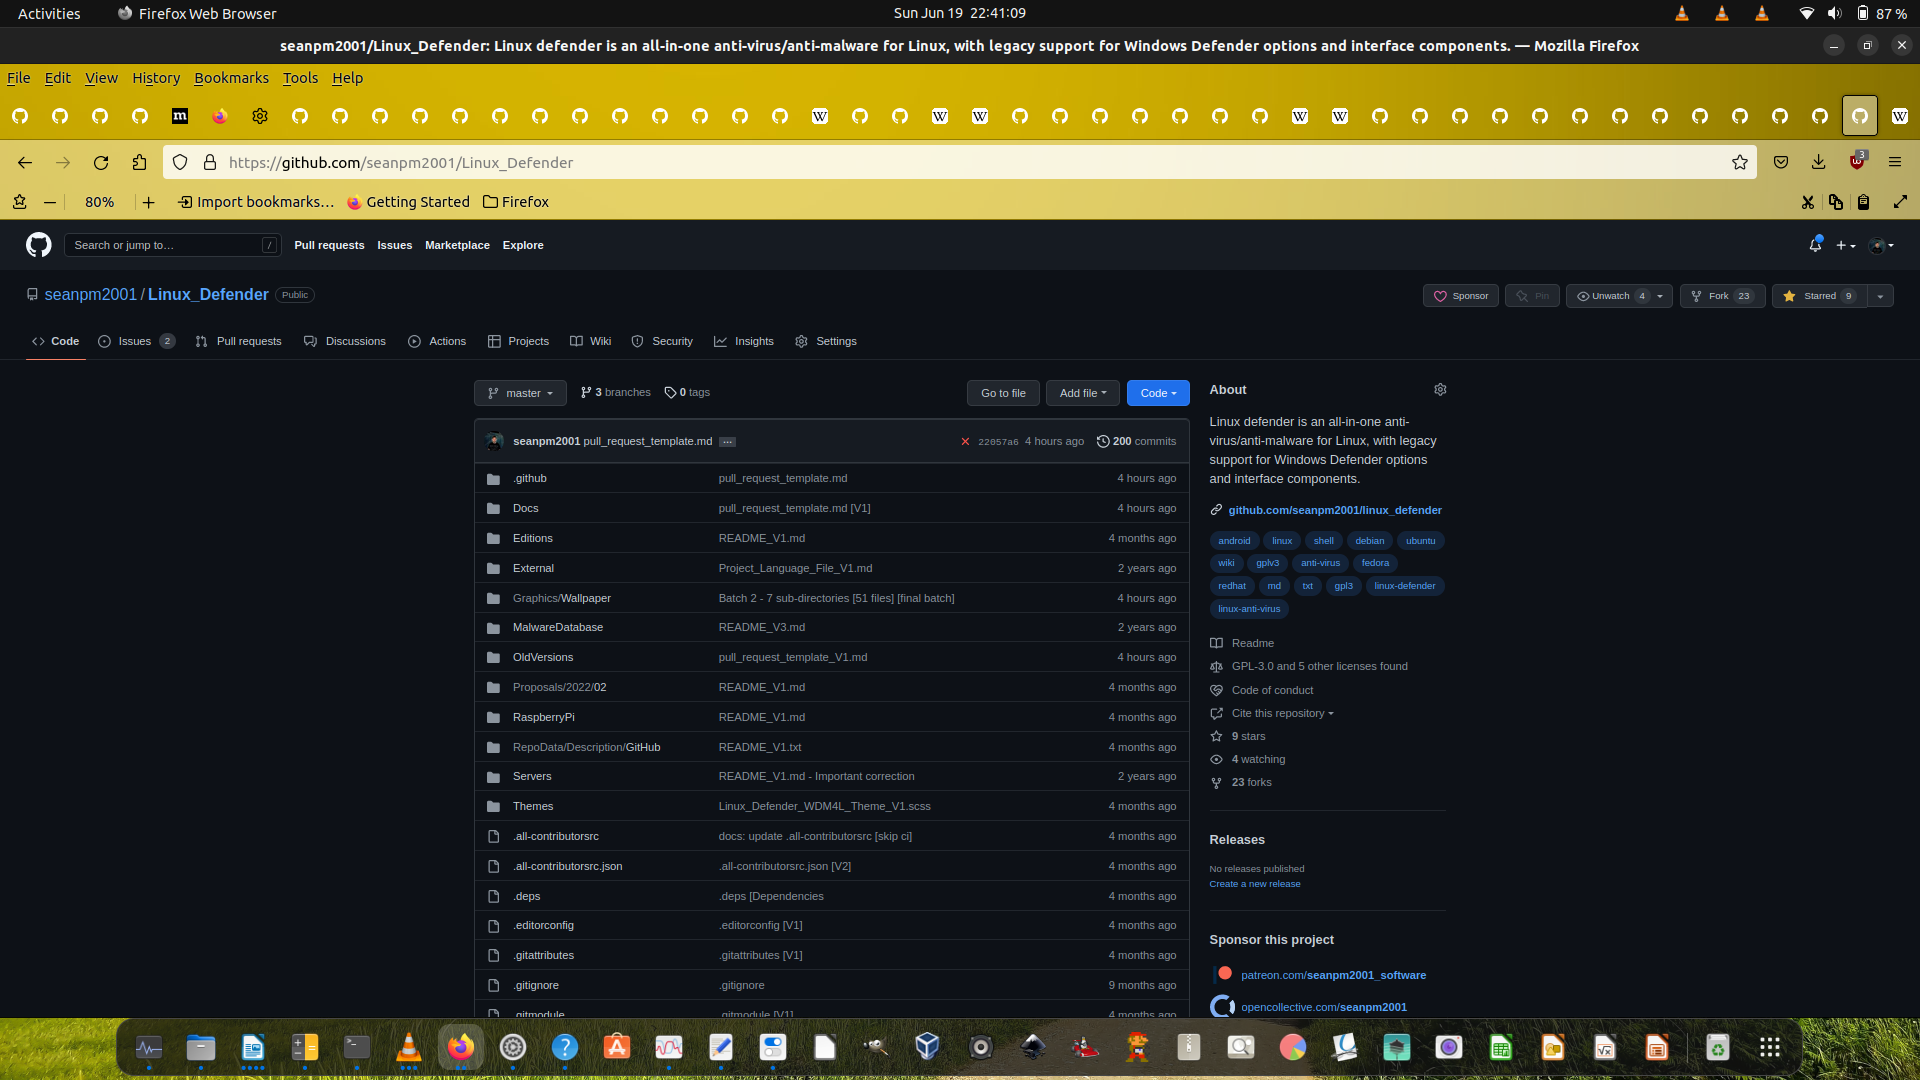 Activities Firefox Web Browser Sun Jun 19 22:41:09 87 %
seanpm2001/Linux_Defender: Linux defender is an all-in-one anti-virus/anti-malware for Linux, with legacy support for Windows Defender options and interface components. — Mozilla Firefox
File Edit View History Bookmarks Tools Help
https://github.com/seanpm2001/Linux_Defender 3
80% Import bookmarks… Getting Started Firefox
Search or jump to… / Pull requests Issues Marketplace Explore
seanpm2001 / Linux_Defender Public Sponsor Pin Unwatch 4 Fork 23 Starred 9
Code Issues 2 Pull requests Discussions Actions Projects Wiki Security Insights Settings
master 3 branches 0 tags Go to file Add file Code
seanpm2001 pull_request_template.md ... 22057a6 4 hours ago 200 commits
.github pull_request_template.md 4 hours ago
Docs pull_request_template.md [V1] 4 hours ago
Editions README_V1.md 4 months ago
External Project_Language_File_V1.md 2 years ago
Graphics/Wallpaper Batch 2 - 7 sub-directories [51 files] [final batch] 4 hours ago
MalwareDatabase README_V3.md 2 years ago
OldVersions pull_request_template_V1.md 4 hours ago
Proposals/2022/02 README_V1.md 4 months ago
RaspberryPi README_V1.md 4 months ago
RepoData/Description/GitHub README_V1.txt 4 months ago
Servers README_V1.md - Important correction 2 years ago
Themes Linux_Defender_WDM4L_Theme_V1.scss 4 months ago
.all-contributorsrc docs: update .all-contributorsrc [skip ci] 4 months ago
.all-contributorsrc.json .all-contributorsrc.json [V2] 4 months ago
.deps .deps [Dependencies 4 months ago
.editorconfig .editorconfig [V1] 4 months ago
.gitattributes .gitattributes [V1] 4 months ago
.gitignore .gitignore 9 months ago
.gitmodule .gitmodule [V1] 4 months ago
About
Linux defender is an all-in-one anti-
virus/anti-malware for Linux, with legacy
support for Windows Defender options
and interface components.
github.com/seanpm2001/linux_defender
android linux shell debian ubuntu
wiki gplv3 anti-virus fedora
redhat md txt gpl3 linux-defender
linux-anti-virus
Readme
GPL-3.0 and 5 other licenses found
Code of conduct
Cite this repository
9 stars
4 watching
23 forks
Releases
No releases published
Create a new release
Sponsor this project
patreon.com/seanpm2001_software
opencollective.com/seanpm2001